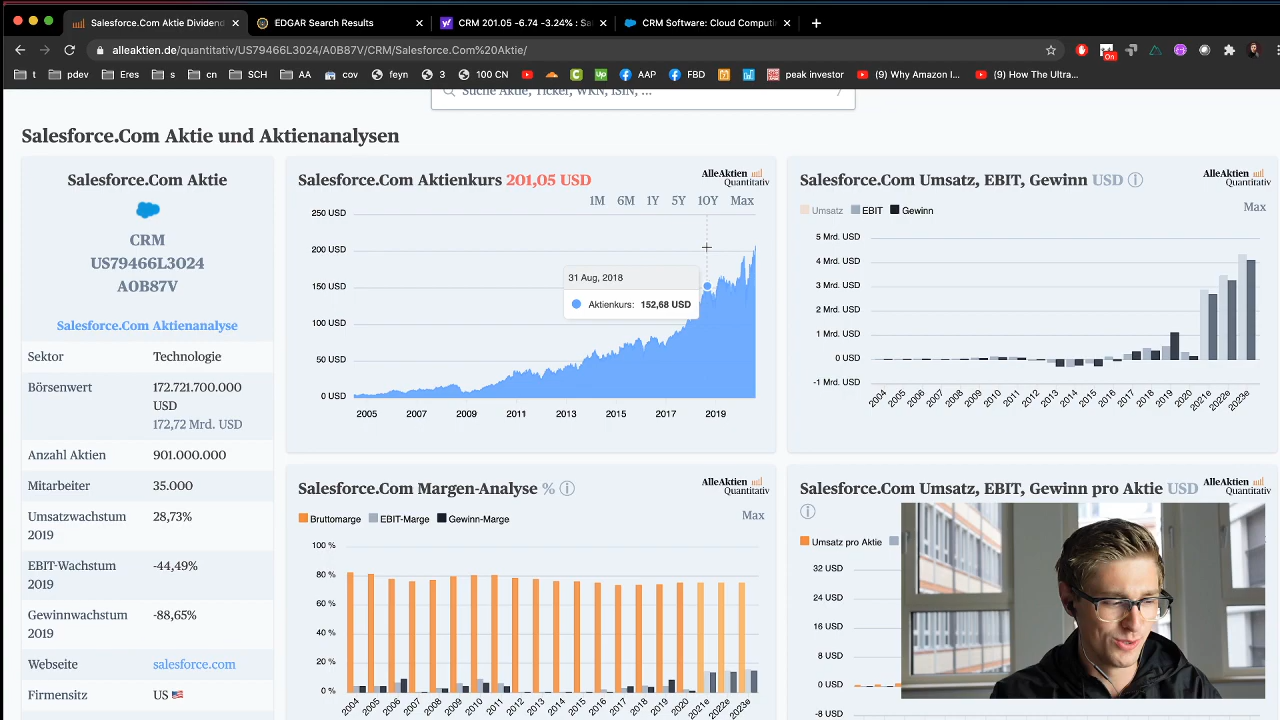 Salesforce.Com Aktie Dividend
EDGAR Search Results
CRM 201.05 -6.74 -3.24% : Sa
CRM Software: Cloud Computi
alleaktien.de/quantitativ/US79466L3024/A0B87V/CRM/Salesforce.Com%20Aktie/
On
t pdev Eres s cn SCH AA cov feyn 3 100 CN AAP FBD peak investor (9) Why Amazon I... (9) How The Ultra...
Suche Aktie, Ticker, WKN, ISIN, ... /
Salesforce.Com Aktie und Aktienanalysen
Salesforce.Com Aktie
CRM
US79466L3O24
A0B87V
Salesforce.Com Aktienanalyse
Sektor Technologie
Börsenwert 172.721.700.000
USD
172,72 Mrd. USD
Anzahl Aktien 901.000.000
Mitarbeiter 35.000
Umsatzwachstum 28,73%
2019
EBIT-Wachstum -44,49%
2019
Gewinnwachstum -88,65%
2019
Webseite salesforce.com
Firmensitz US
Salesforce.Com Aktienkurs 201,05 USD
AlleAktien
Quantitativ
1M 6M 1Y 5Y 10Y Max
250 USD
200 USD
150 USD
100 USD
50 USD
0 USD
31 Aug, 2018
Aktienkurs: 152,68 USD
2005 2007 2009 2011 2013 2015 2017 2019
Salesforce.Com Umsatz, EBIT, Gewinn USD
AlleAktien
Quantitativ
Max
Umsatz EBIT Gewinn
5 Mrd. USD
4 Mrd. USD
3 Mrd. USD
2 Mrd. USD
1 Mrd. USD
0 USD
-1 Mrd. USD
2004 2005 2006 2007 2008 2009 2010 2011 2012 2013 2014 2015 2016 2017 2018 2019 2020 2021e 2022e 2023e
Salesforce.Com Margen-Analyse %
AlleAktien
Quantitativ
Max
Bruttomarge EBIT-Marge Gewinn-Marge
100 %
80 %
60 %
40 %
20 %
0 %
2004 2005 2006 2007 2008 2009 2010 2011 2012 2013 2014 2015 2016 2017 2018 2019 2020 2021e 2022e 2023e
Salesforce.Com Umsatz, EBIT, Gewinn pro Aktie USD
AlleAktien
Quantitativ
Umsatz pro Aktie
32 USD
24 USD
16 USD
8 USD
0 USD
-8 USD